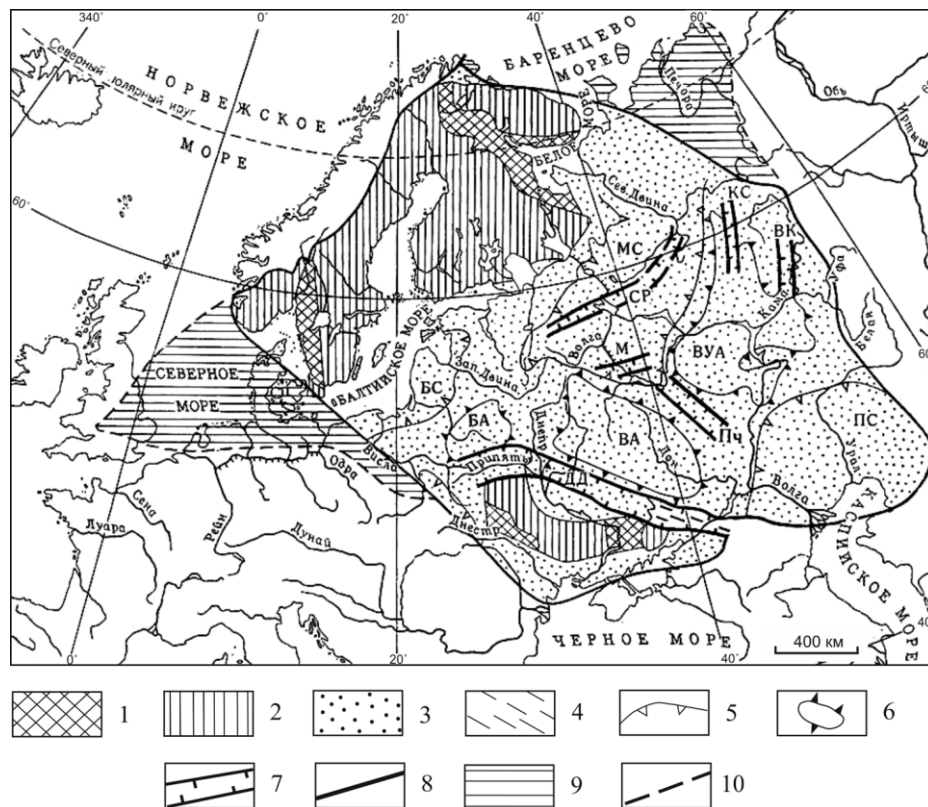 340°
0°
20°
40°
60°
Северный полярный круг
НОРВЕЖСКОЕ
МОРЕ
БАРЕНЦЕВО
МОРЕ
Печора
Обь
Иртыш
БЕЛОЕ
МОРЕ
60°
Сев. Двина
КС
ВК
МС
СР
Кама
Уфа
Белая
60
БАЛТИЙСКОЕ МОРЕ
Волга
М
ВУА
СЕВЕРНОЕ
МОРЕ
БС
Зап. Двина
БА
Днепр
ВА
Дон
Пч
ПС
Урал
Висла
Припять
ДД
Волга
Одра
Сена
Рейн
Луара
Дунай
Днестр
КАСПИЙСКОЕ МОРЕ
ЧЕРНОЕ МОРЕ
400 км
0°
20°
40°
40
1
2
3
4
5
6
7
8
9
10